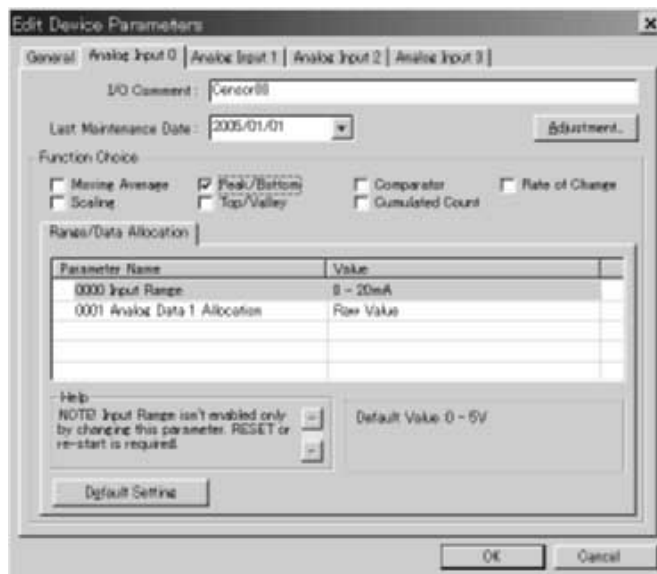 Edit Device Parameters
General Analog Input 0 Analog Input 1 Analog Input 2 Analog Input 3
I/O Comment : Censor00
Last Maintenance Date : 2005/01/01 Adjustment..
Function Choice
Moving Average Peak/Bottom Comparator Rate of Change
Scaling Top/Valley Cumulated Count
Range/Data Allocation
Parameter Name Value
0000 Input Range 0 - 20mA
0001 Analog Data 1 Allocation Raw Value
Help
NOTE! Input Range isn't enabled only
by changing this parameter. RESET or
re-start is required.
Default Value: 0 - 5V
Default Setting
OK Cancel